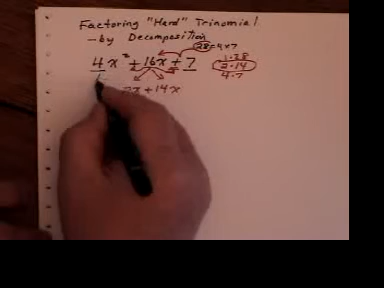 Factoring "Hard" Trinomial
- by Decomposition
28 = 4 x 7
4x² + 16x + 7
1 · 28
2 · 14
4 · 7
2x + 14x